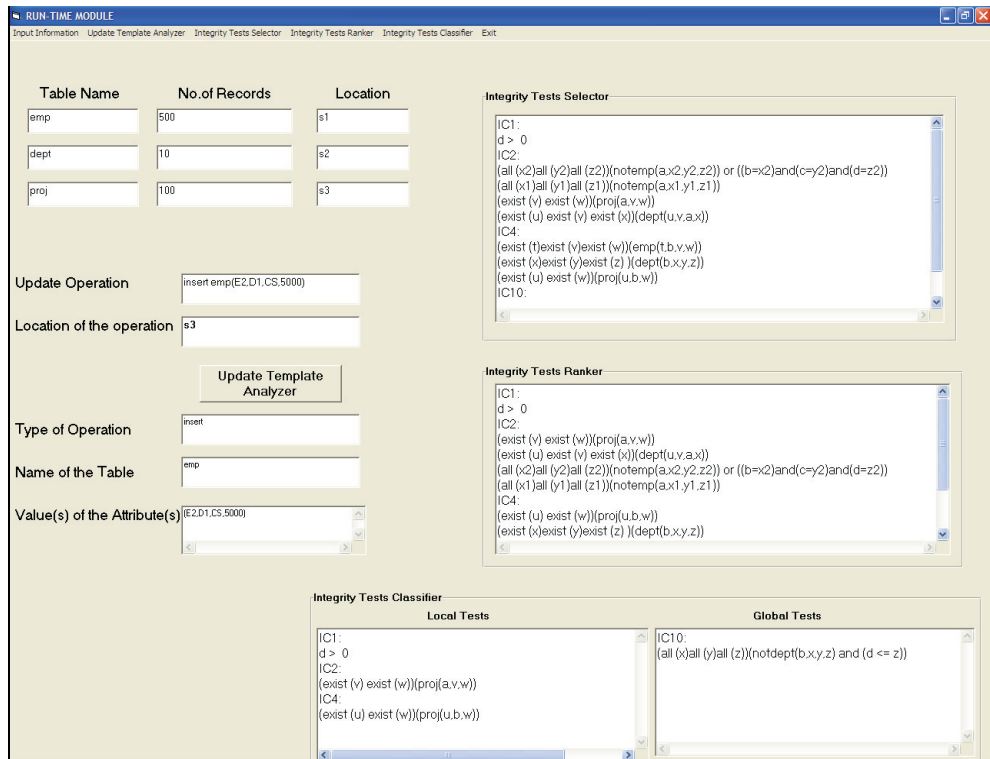 RUN-TIME MODULE
Input Information Update Template Analyzer Integrity Tests Selector Integrity Tests Ranker Integrity Tests Classifier Exit
Table Name No.of Records Location
emp 500 s1
dept 10 s2
proj 100 s3
Update Operation insert emp(E2,D1,CS,5000)
Location of the operation s3
Update Template
Analyzer
Type of Operation insert
Name of the Table emp
Value(s) of the Attribute(s) (E2,D1,CS,5000)
Integrity Tests Selector
IC1:
d > 0
IC2:
(all (x2)all (y2)all (z2))(notemp(a,x2,y2,z2)) or ((b=x2)and(c=y2)and(d=z2))
(all (x1)all (y1)all (z1))(notemp(a,x1,y1,z1))
(exist (v) exist (w))(proj(a,v,w))
(exist (u) exist (v) exist (x))(dept(u,v,a,x))
IC4:
(exist (t)exist (v)exist (w))(emp(t,b,v,w))
(exist (x)exist (y)exist (z) )(dept(b,x,y,z))
(exist (u) exist (w))(proj(u,b,w))
IC10:
Integrity Tests Ranker
IC1:
d > 0
IC2:
(exist (v) exist (w))(proj(a,v,w))
(exist (u) exist (v) exist (x))(dept(u,v,a,x))
(all (x2)all (y2)all (z2))(notemp(a,x2,y2,z2)) or ((b=x2)and(c=y2)and(d=z2))
(all (x1)all (y1)all (z1))(notemp(a,x1,y1,z1))
IC4:
(exist (u) exist (w))(proj(u,b,w))
(exist (x)exist (y)exist (z) )(dept(b,x,y,z))
Integrity Tests Classifier
Local Tests
IC1:
d > 0
IC2:
(exist (v) exist (w))(proj(a,v,w))
IC4:
(exist (u) exist (w))(proj(u,b,w))
Global Tests
IC10:
(all (x)all (y)all (z))(notdept(b,x,y,z) and (d <= z))